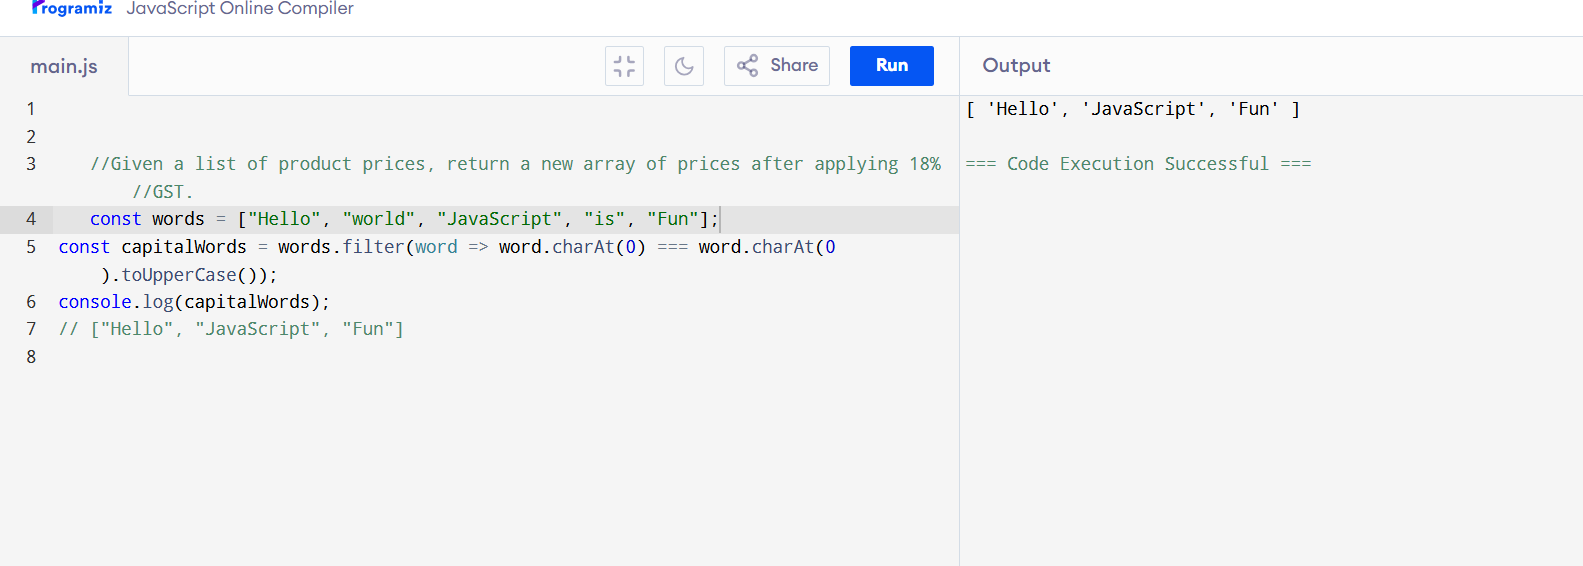 Programiz JavaScript Online Compiler
main.js Share Run Output
1
2
3 //Given a list of product prices, return a new array of prices after applying 18%
//GST.
4 const words = ["Hello", "world", "JavaScript", "is", "Fun"];
5 const capitalWords = words.filter(word => word.charAt(0) === word.charAt(0
).toUpperCase());
6 console.log(capitalWords);
7 // ["Hello", "JavaScript", "Fun"]
8
[ 'Hello', 'JavaScript', 'Fun' ]
=== Code Execution Successful ===